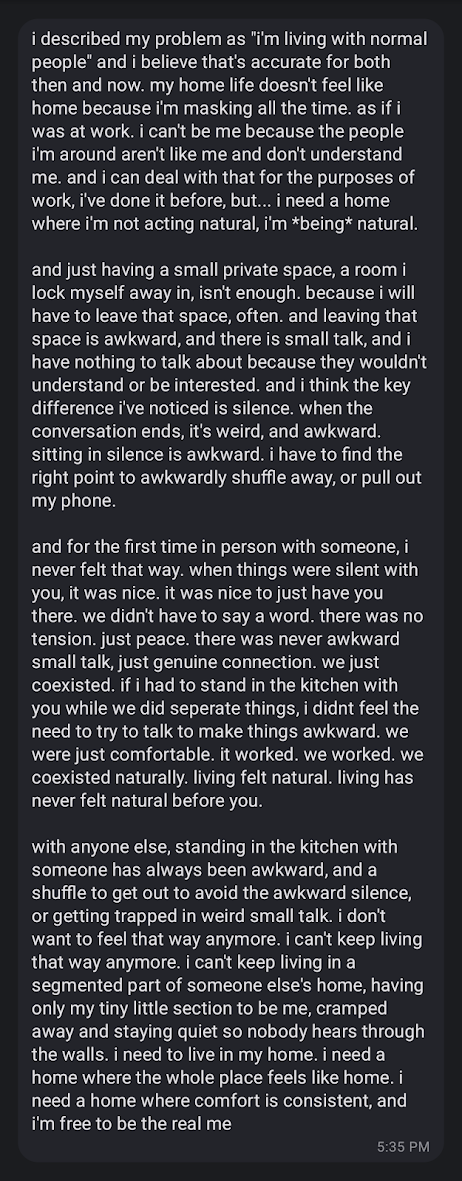 i described my problem as "i'm living with normal
people" and i believe that's accurate for both
then and now. my home life doesn't feel like
home because i'm masking all the time. as if i
was at work. i can't be me because the people
i'm around aren't like me and don't understand
me. and i can deal with that for the purposes of
work, i've done it before, but... i need a home
where i'm not acting natural, i'm *being* natural.

and just having a small private space, a room i
lock myself away in, isn't enough. because i will
have to leave that space, often. and leaving that
space is awkward, and there is small talk, and i
have nothing to talk about because they wouldn't
understand or be interested. and i think the key
difference i've noticed is silence. when the
conversation ends, it's weird, and awkward.
sitting in silence is awkward. i have to find the
right point to awkwardly shuffle away, or pull out
my phone.

and for the first time in person with someone, i
never felt that way. when things were silent with
you, it was nice. it was nice to just have you
there. we didn't have to say a word. there was no
tension. just peace. there was never awkward
small talk, just genuine connection. we just
coexisted. if i had to stand in the kitchen with
you while we did seperate things, i didnt feel the
need to try to talk to make things awkward. we
were just comfortable. it worked. we worked. we
coexisted naturally. living felt natural. living has
never felt natural before you.

with anyone else, standing in the kitchen with
someone has always been awkward, and a
shuffle to get out to avoid the awkward silence,
or getting trapped in weird small talk. i don't
want to feel that way anymore. i can't keep living
that way anymore. i can't keep living in a
segmented part of someone else's home, having
only my tiny little section to be me, cramped
away and staying quiet so nobody hears through
the walls. i need to live in my home. i need a
home where the whole place feels like home. i
need a home where comfort is consistent, and
i'm free to be the real me
5:35 PM